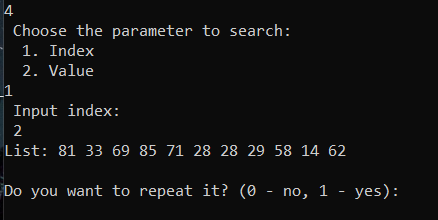 4
Choose the parameter to search:
1. Index
2. Value
1
Input index:
2
List: 81 33 69 85 71 28 28 29 58 14 62
Do you want to repeat it? (0 - no, 1 - yes):